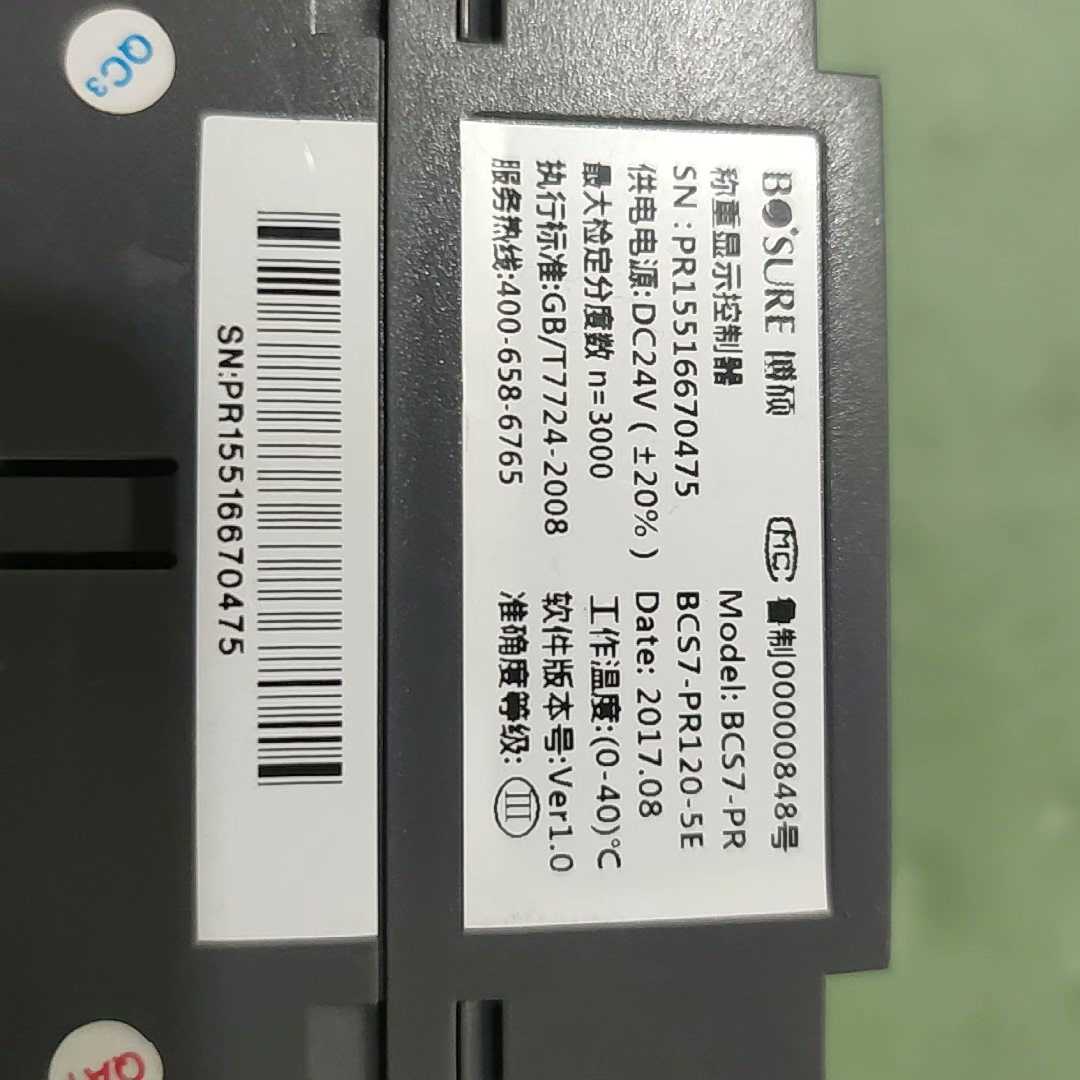 BOSURE 博硕 MC 鲁制00000848号
称重显示控制器 Model: BCS7-PR
SN:PR15516670475 BCS7-PR120-5E
供电电源:DC24V(±20%) Date: 2017.08
最大检定分度数 n=3000 工作温度:(0-40)℃
执行标准:GB/T7724-2008 软件版本号:Ver1.0
服务热线:400-658-6765 准确度等级: III
SN:PR15516670475
QC3
QA